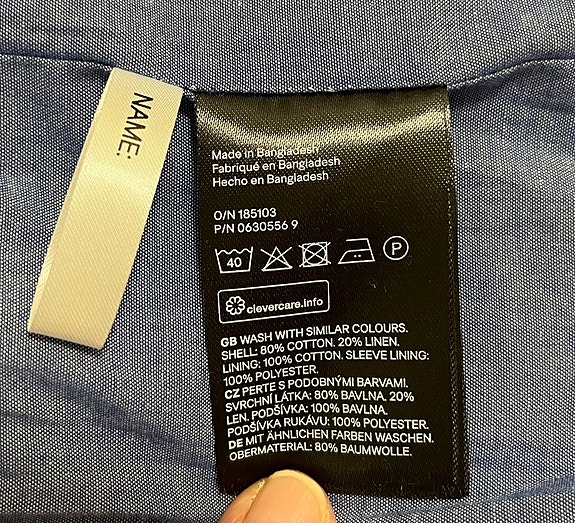 NAME:
Made in Bangladesh
Fabriqué en Bangladesh
Hecho en Bangladesh
O/N 185103
P/N 0630556 9
40 P
clevercare.info
GB WASH WITH SIMILAR COLOURS.
SHELL: 80% COTTON. 20% LINEN.
LINING: 100% COTTON. SLEEVE LINING:
100% POLYESTER.
CZ PERTE S PODOBNÝMI BARVAMI.
SVRCHNÍ LÁTKA: 80% BAVLNA. 20%
LEN. PODŠÍVKA: 100% BAVLNA.
PODŠÍVKA RUKÁVU: 100% POLYESTER.
DE MIT ÄHNLICHEN FARBEN WASCHEN.
OBERMATERIAL: 80% BAUMWOLLE.